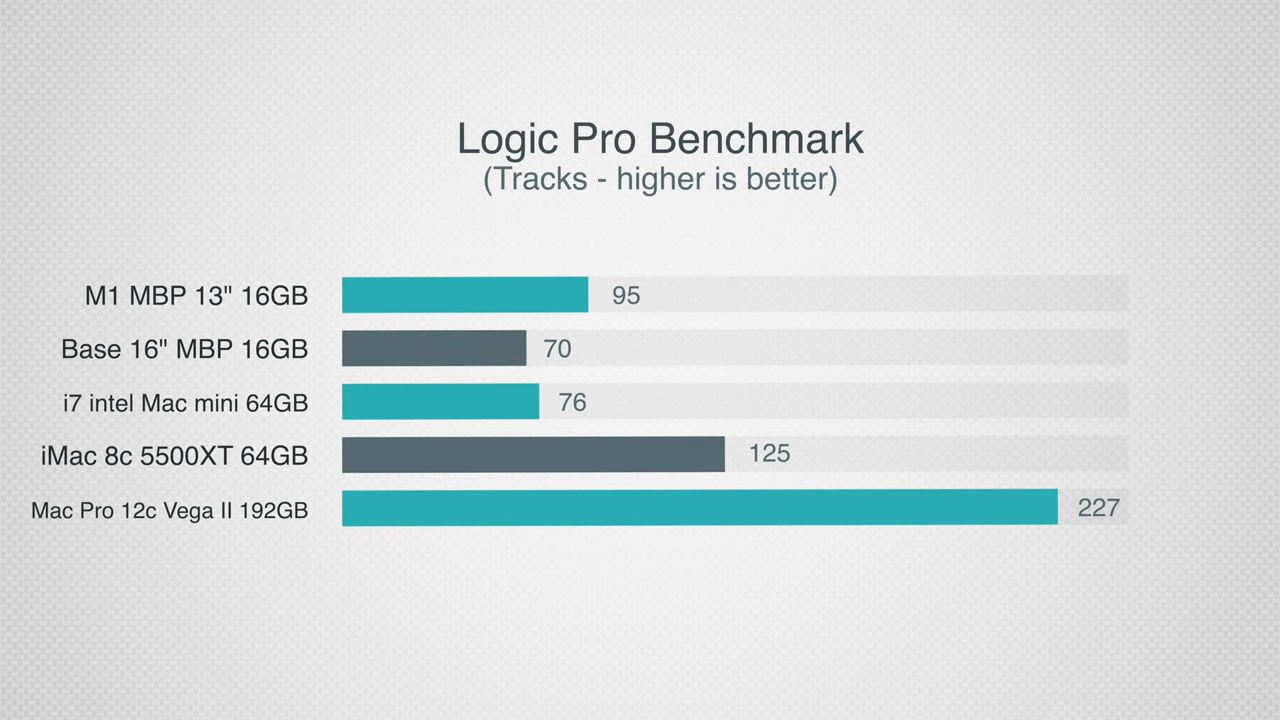 Logic Pro Benchmark
(Tracks - higher is better)
M1 MBP 13" 16GB 95
Base 16" MBP 16GB 70
i7 intel Mac mini 64GB 76
iMac 8c 5500XT 64GB 125
Mac Pro 12c Vega II 192GB 227